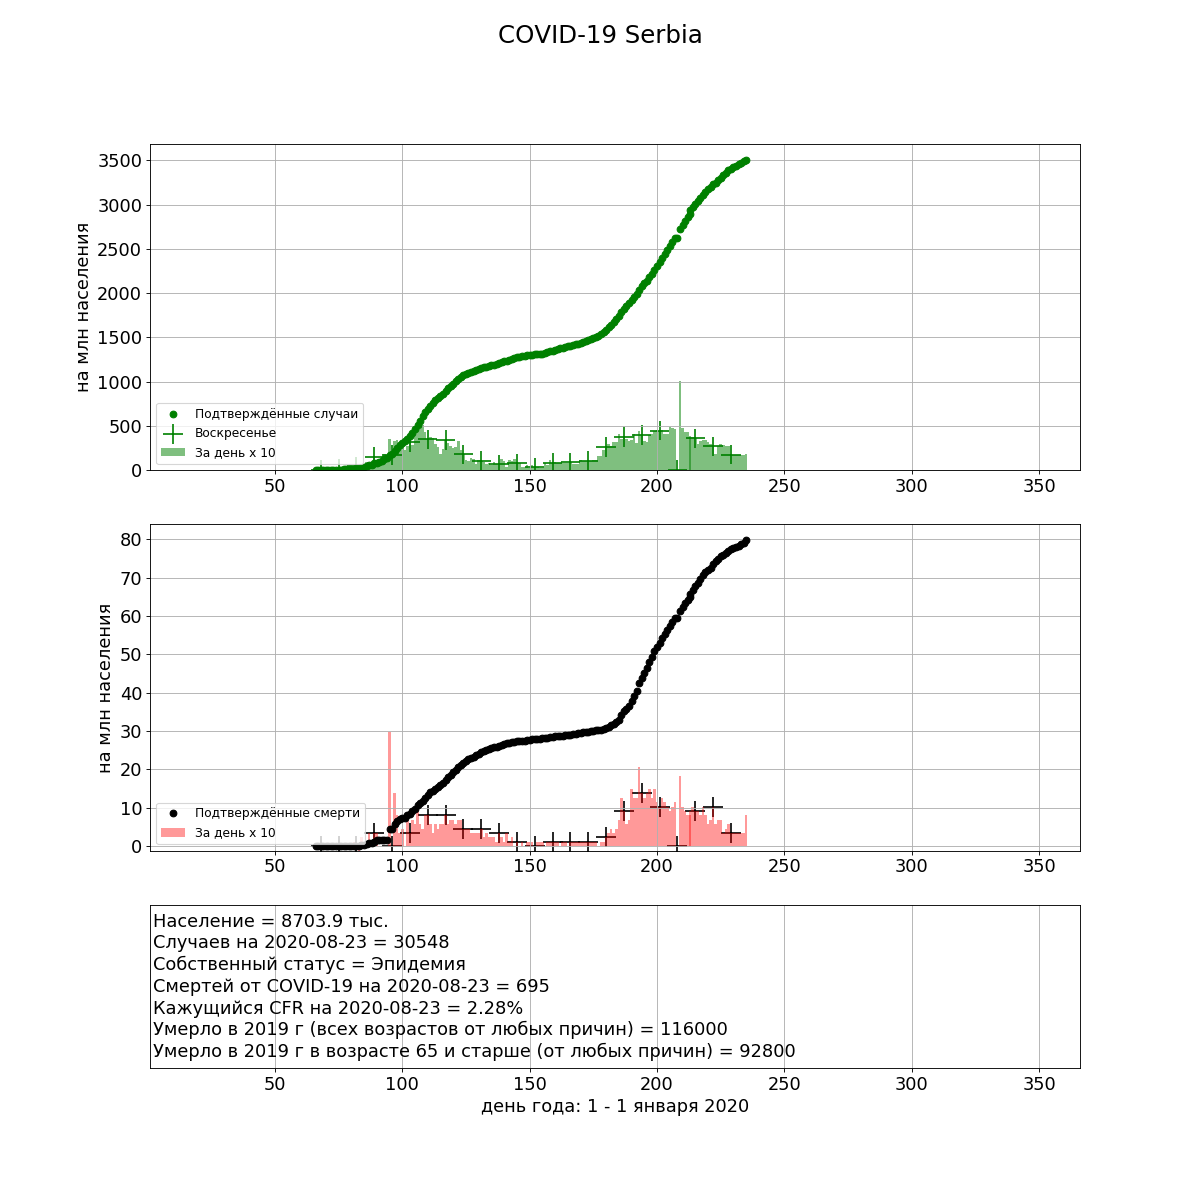 COVID-19 Serbia
3500
3000
2500
2000
1500
1000
500
0
на млн населения
Подтверждённые случаи
Воскресенье
За день x 10
50 100 150 200 250 300 350
80
70
60
50
40
30
20
10
0
на млн населения
Подтверждённые смерти
За день x 10
50 100 150 200 250 300 350
Население = 8703.9 тыс.
Случаев на 2020-08-23 = 30548
Собственный статус = Эпидемия
Смертей от COVID-19 на 2020-08-23 = 695
Кажущийся CFR на 2020-08-23 = 2.28%
Умерло в 2019 г (всех возрастов от любых причин) = 116000
Умерло в 2019 г в возрасте 65 и старше (от любых причин) = 92800
50 100 150 200 250 300 350
день года: 1 - 1 января 2020